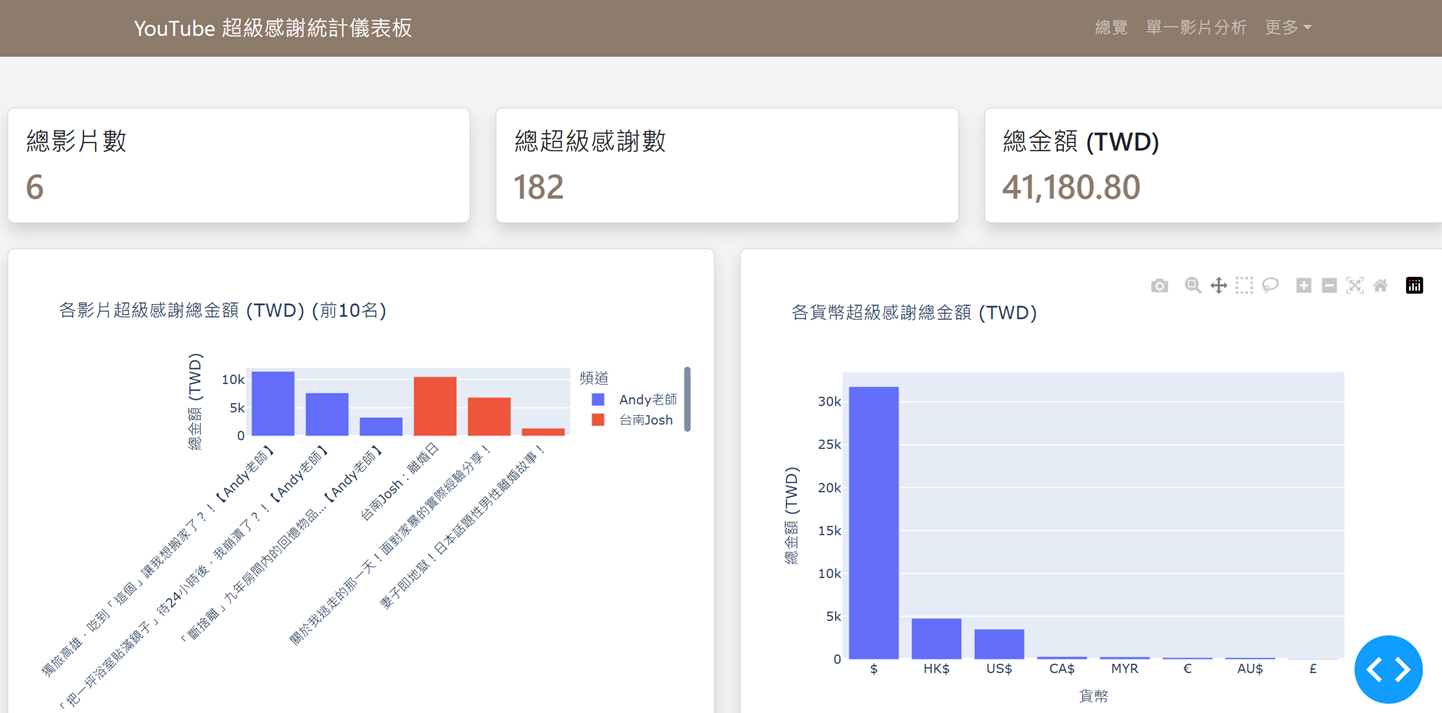 YouTube 超級感謝統計儀表板
總覽 單一影片分析 更多
總影片數
6
總超級感謝數
182
總金額 (TWD)
41,180.80
各影片超級感謝總金額 (TWD) (前10名)
總金額 (TWD)
10k
5k
0
頻道
Andy老師
台南Josh
獨旅高雄，吃到「這個」讓我想搬家了？！【Andy老師】
「把一坪浴室貼滿鏡子」待24小時後，我崩潰了？！【Andy老師】
「斷捨離」九年房間內的回憶物品...【Andy老師】
台南Josh：離婚日
關於我逃走的那一天！面對家暴的實際經驗分享！
妻子即地獄！日本話題性男性離婚故事！
各貨幣超級感謝總金額 (TWD)
總金額 (TWD)
30k
25k
20k
15k
10k
5k
0
$ HK$ US$ CA$ MYR € AU$ £
貨幣